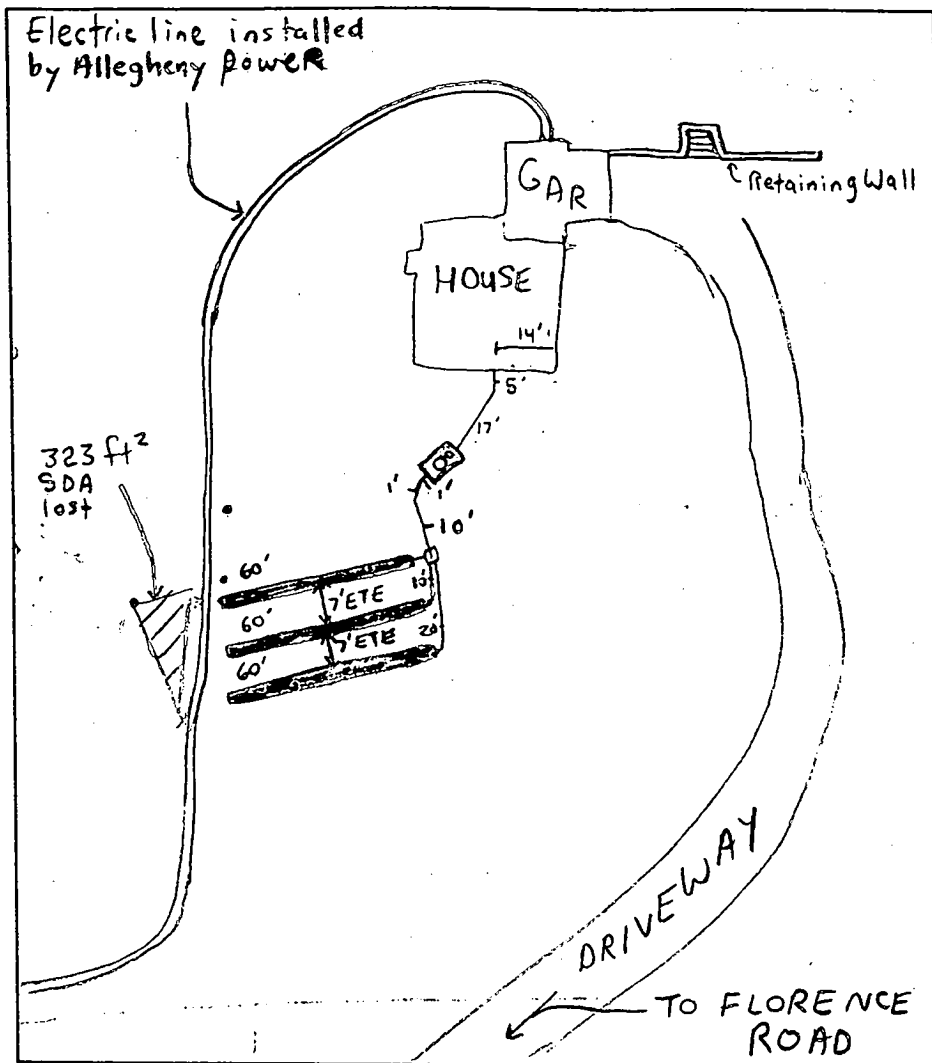 Electric line installed
by Allegheny Power
GAR
Retaining Wall
HOUSE
14'
5'
17'
323 ft²
SDA
lost
1'
1'
10'
60'
10'
7' ETE
60'
7' ETE
20'
60'
DRIVEWAY
TO FLORENCE
ROAD